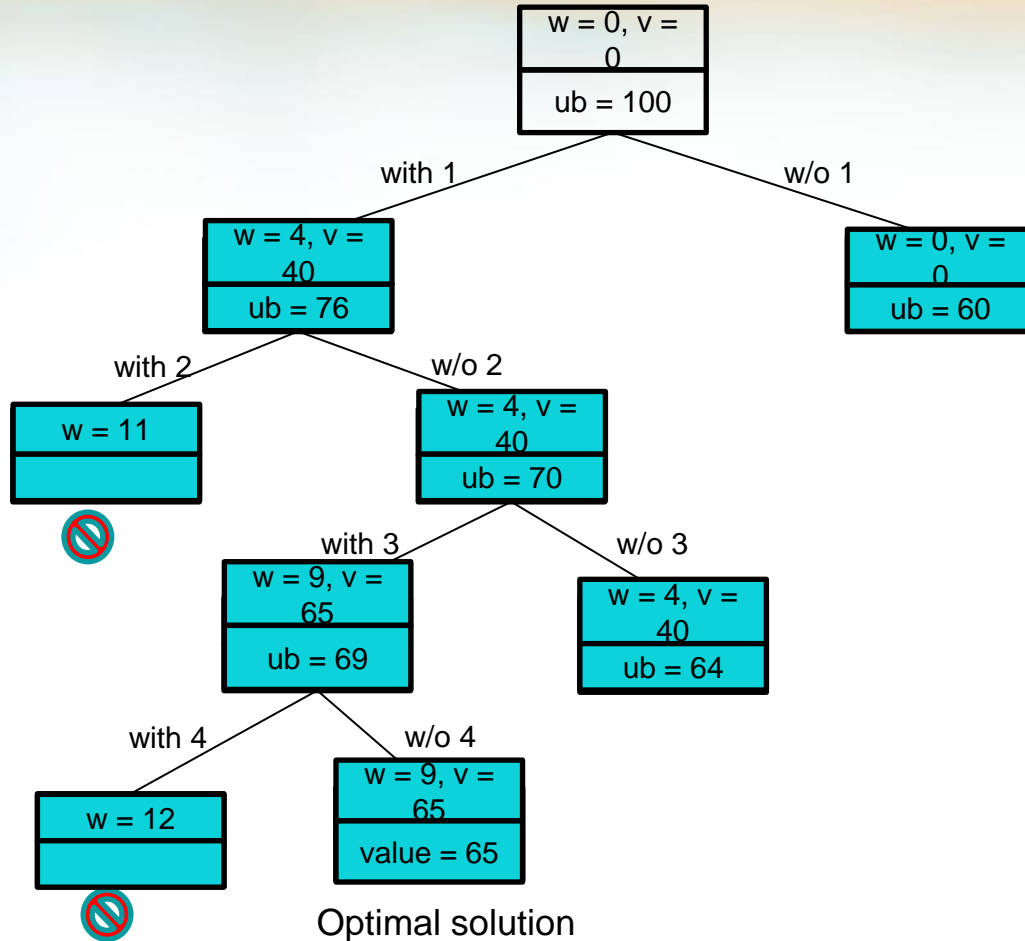 w = 0, v =
0
ub = 100
with 1
w/o 1
w = 4, v =
40
ub = 76
w = 0, v =
0
ub = 60
with 2
w/o 2
w = 11
w = 4, v =
40
ub = 70
with 3
w/o 3
w = 9, v =
65
ub = 69
w = 4, v =
40
ub = 64
with 4
w/o 4
w = 12
w = 9, v =
65
value = 65
Optimal solution